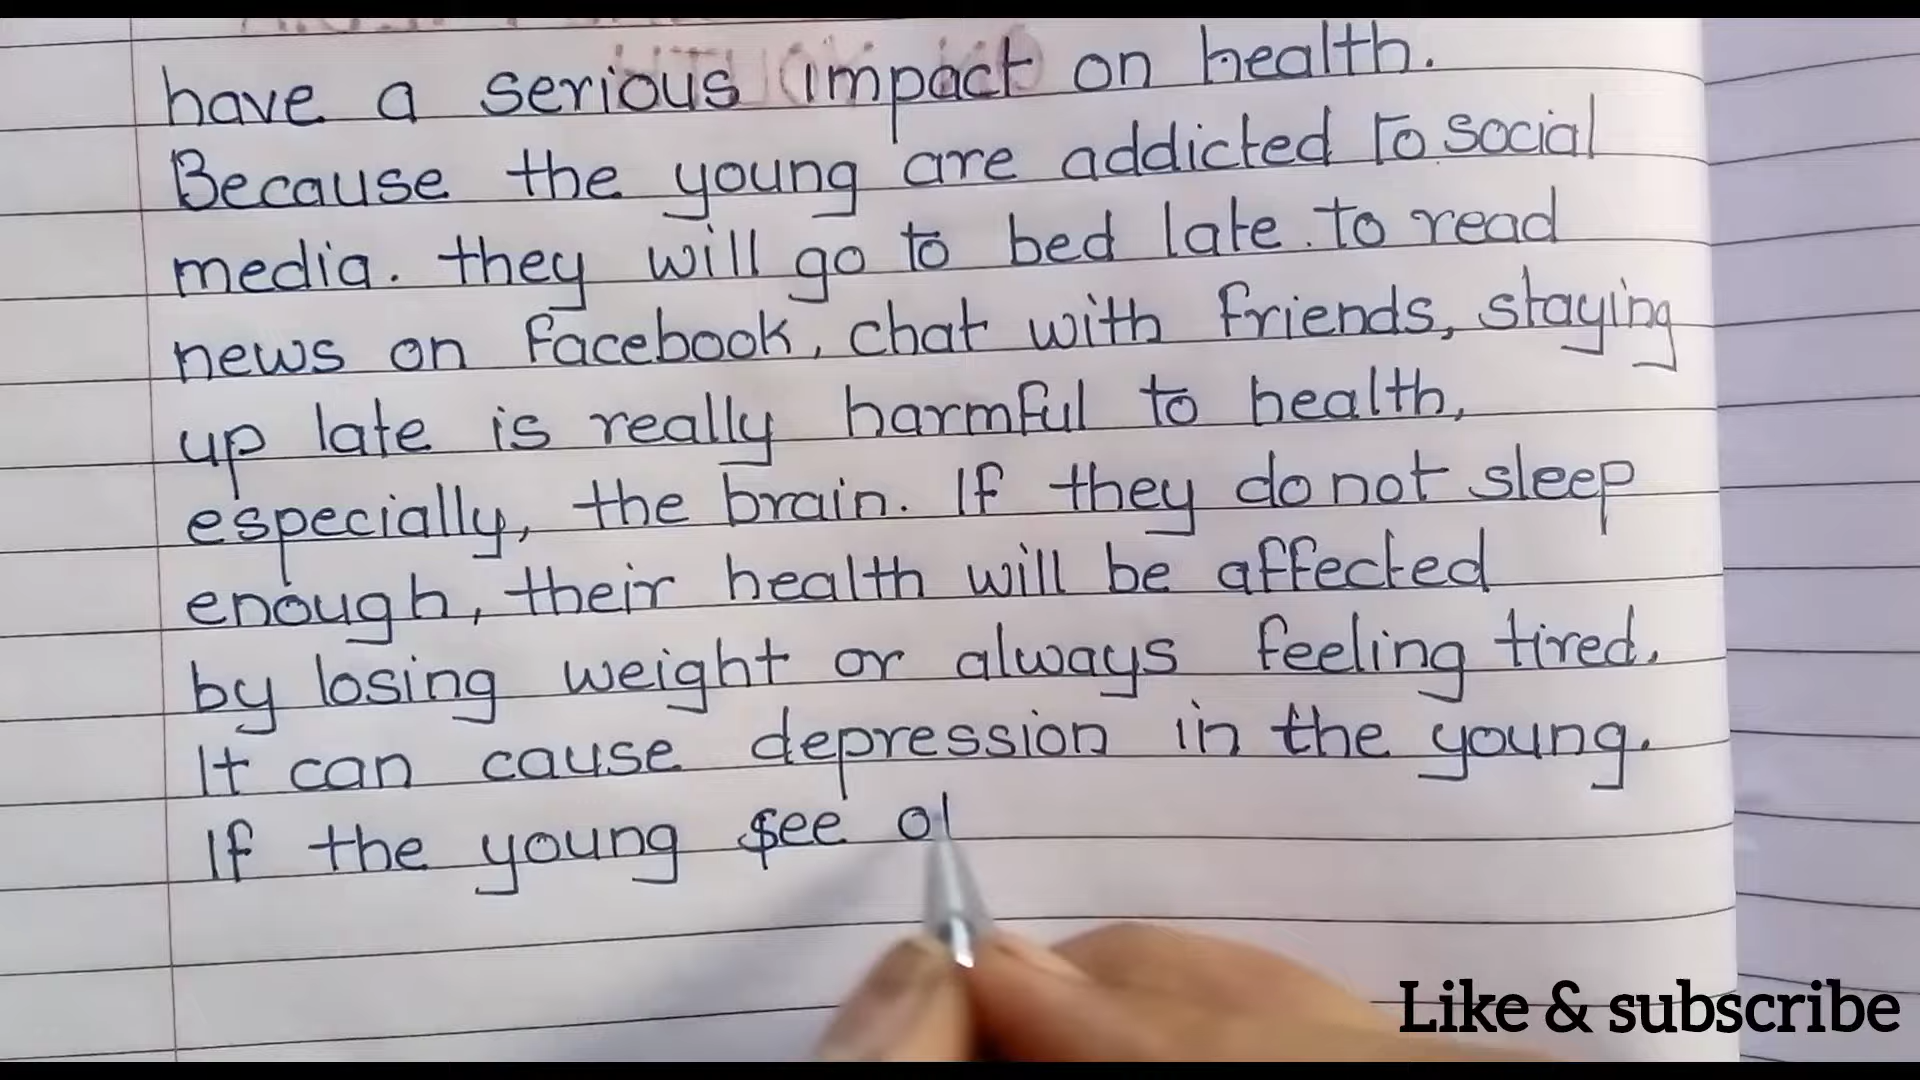 have a serious impact on health.
Because the young are addicted to social
media. they will go to bed late. to read
news on facebook, chat with friends, staying
up late is really harmful to health,
especially, the brain. If they do not sleep
enough, their health will be affected
by losing weight or always feeling tired.
It can cause depression in the young.
If the young see
Like & subscribe